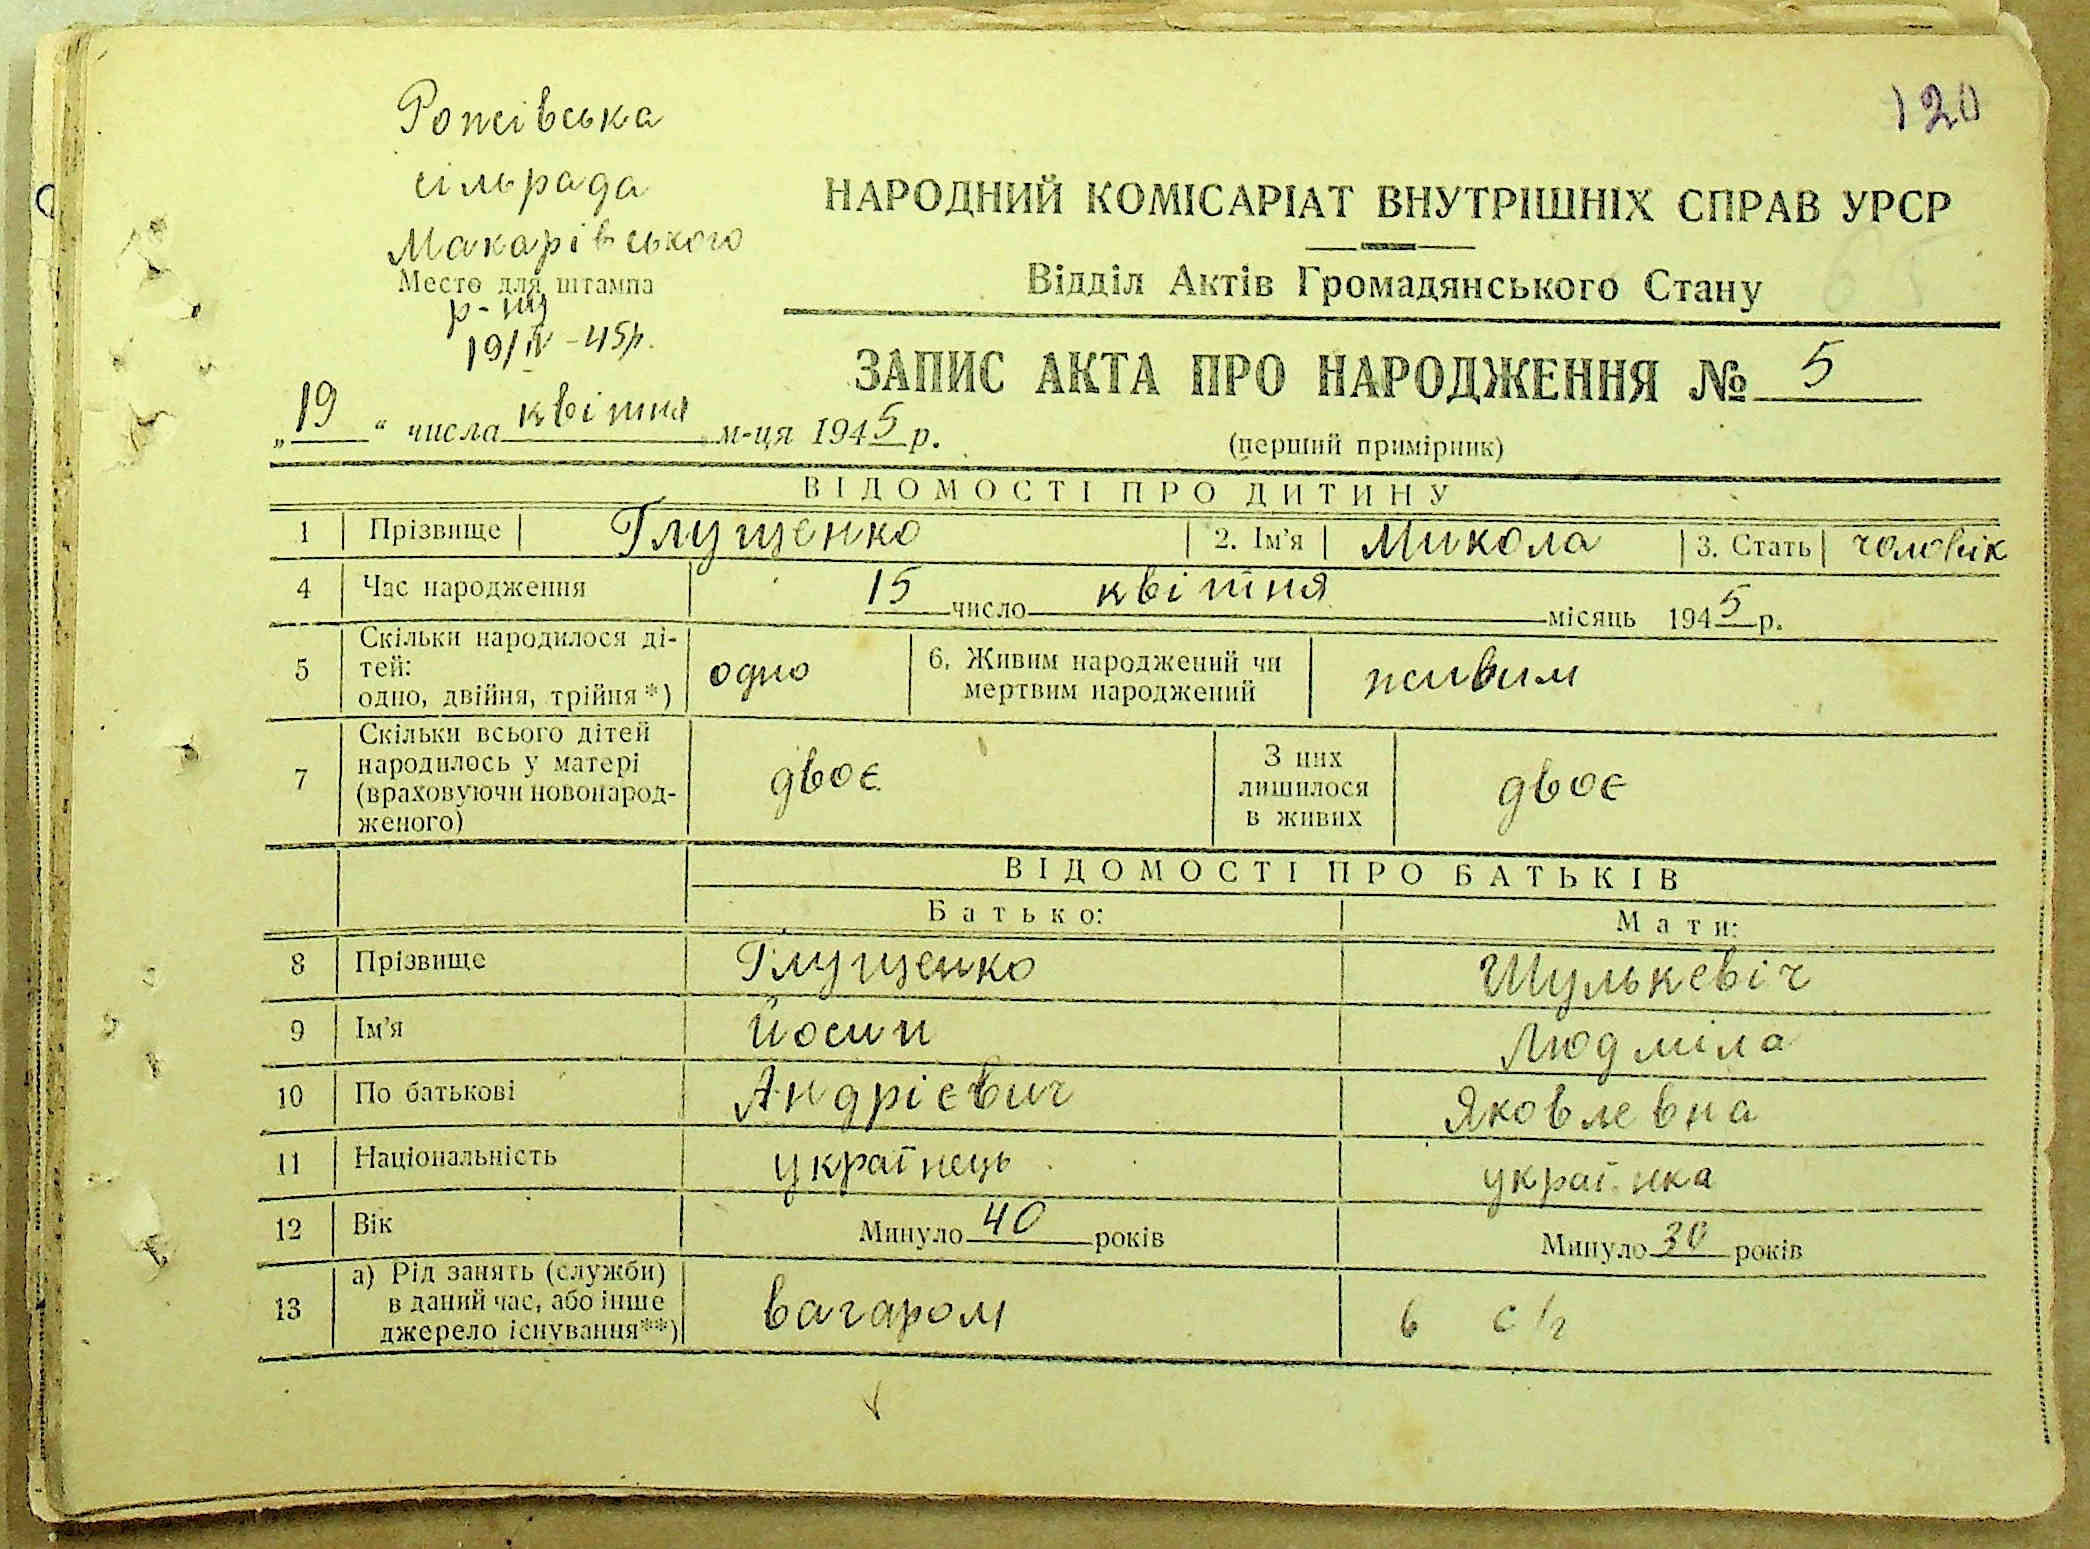 120
Рожівська
сільрада
Макарівського
Место для штампа
р-ну
19/IV-45р.
НАРОДНИЙ КОМІСАРІАТ ВНУТРІШНІХ СПРАВ УРСР
Відділ Актів Громадянського Стану
ЗАПИС АКТА ПРО НАРОДЖЕННЯ № 5
„19“ числа квітня м-ця 1945 р.
(перший примірник)
ВІДОМОСТІ ПРО ДИТИНУ
1 Прізвище Глущенко 2. Ім’я Микола 3. Стать чоловік
4 Час народження 15 число квітня місяць 1945 р.
5 Скільки народилося ді-
тей:
одно, двійня, трійня *) одно 6. Живим народжений чи
мертвим народжений живим
7 Скільки всього дітей
народилось у матері
(враховуючи новонарод-
женого) двоє З них
лишилося
в живих двоє
ВІДОМОСТІ ПРО БАТЬКІВ
Батько: Мати:
8 Прізвище Глущенко Шулькевіч
9 Ім’я Йосип Людміла
10 По батькові Андрієвич Яковлевна
11 Національність українець українка
12 Вік Минуло 40 років Минуло 30 років
13 а) Рід занять (служби)
в даний час, або інше
джерело існування**) вагаром в с/г